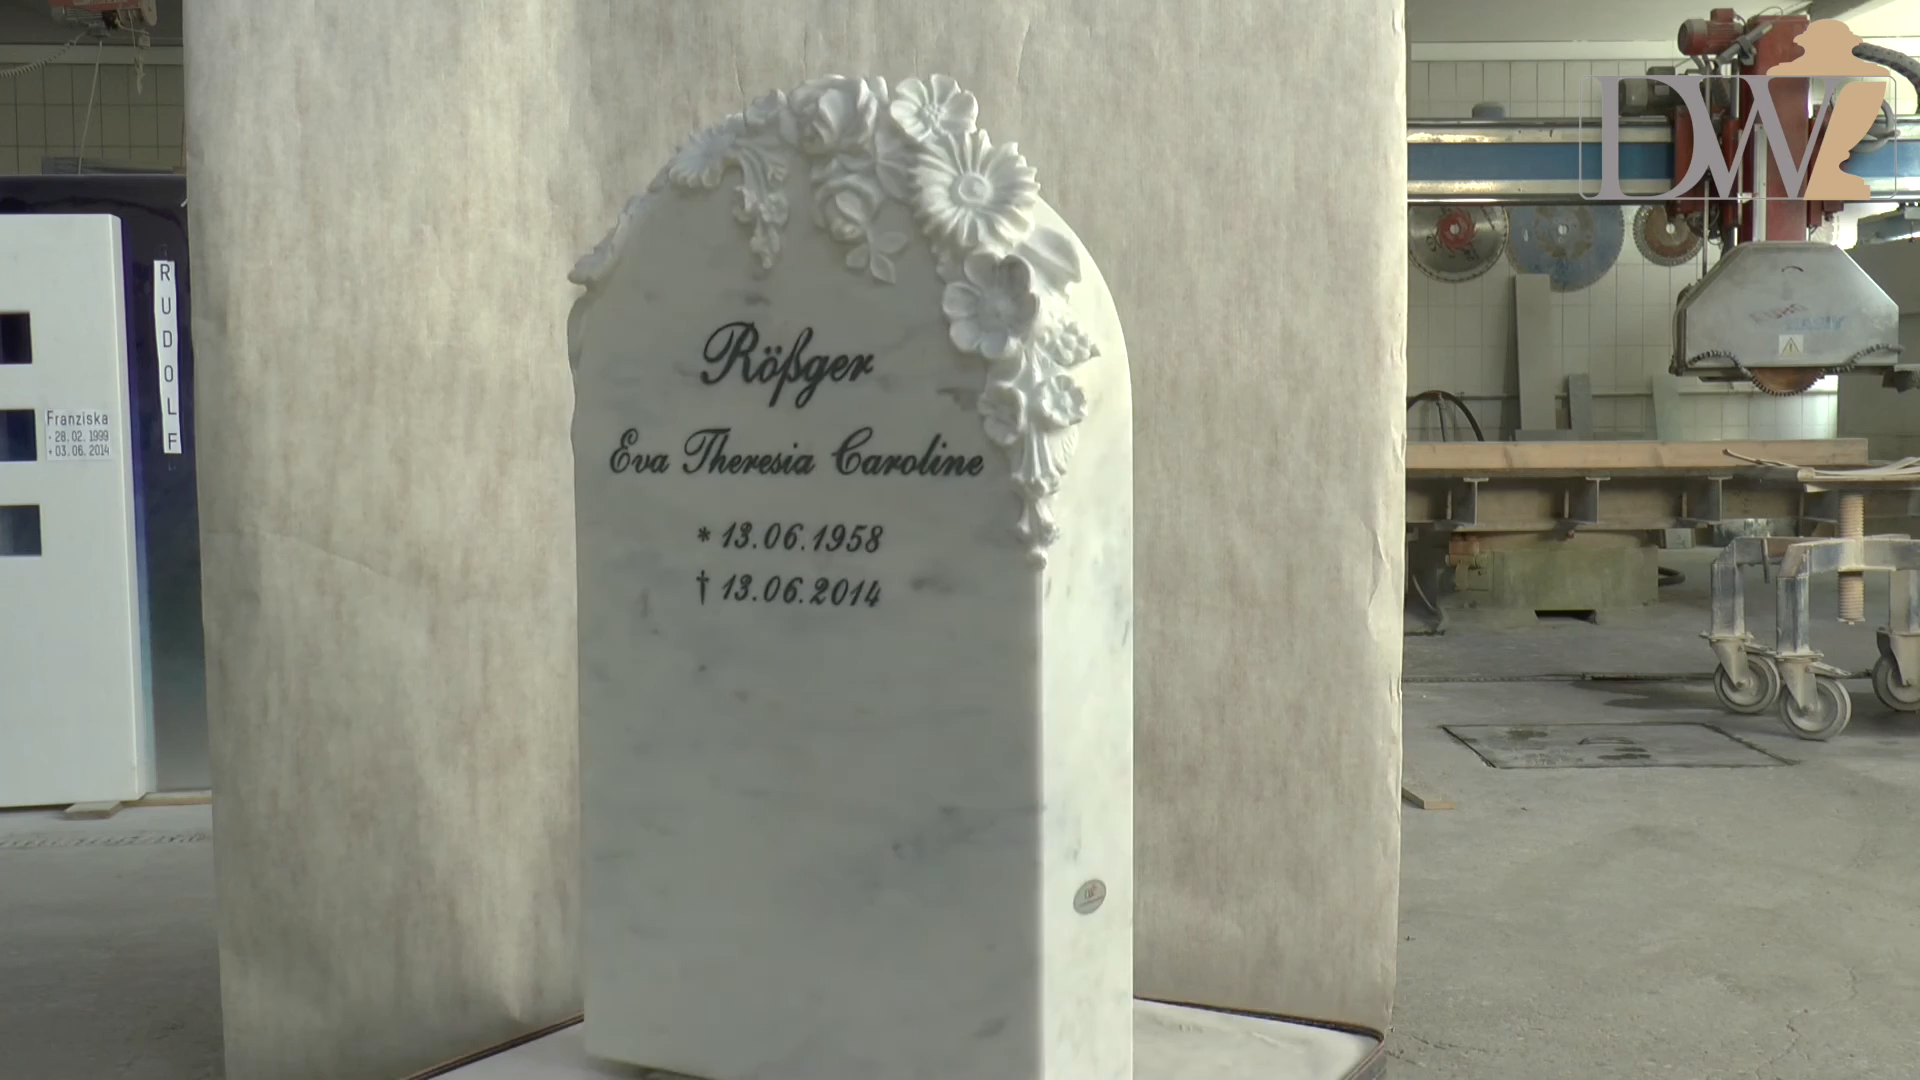 DW
RUDOLF
Franziska
* 28.02.1999
+ 03.06.2014
Rößger
Eva Theresia Caroline
* 13.06.1958
† 13.06.2014